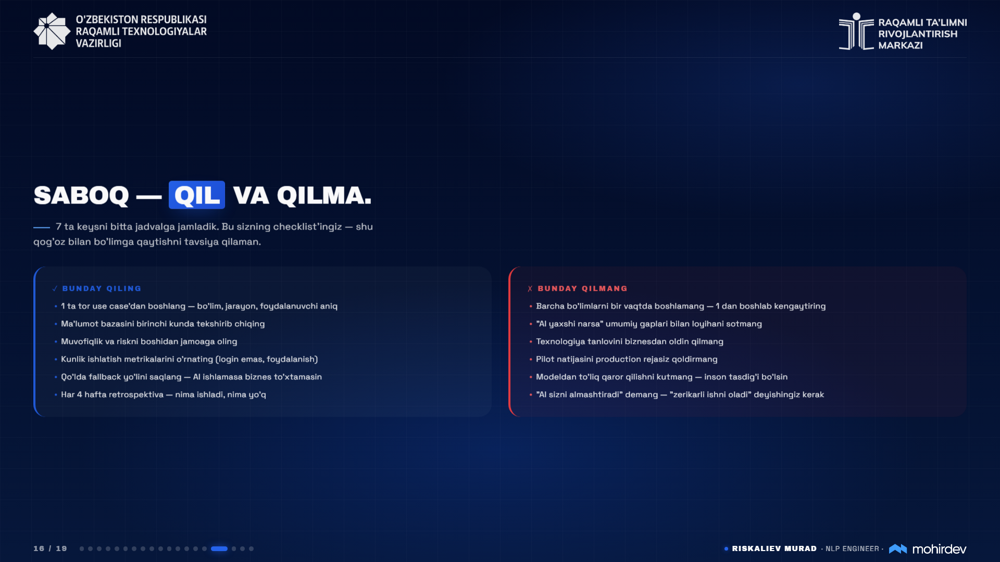 O'ZBEKISTON RESPUBLIKASI
RAQAMLI TEXNOLOGIYALAR
VAZIRLIGI
RAQAMLI TA’LIMNI
RIVOJLANTIRISH
MARKAZI
SABOQ — QIL VA QILMA.
— 7 ta keysni bitta jadvalga jamladik. Bu sizning checklist’ingiz — shu
qog’oz bilan bo’limga qaytishni tavsiya qilaman.
✓ BUNDAY QILING
• 1 ta tor use case’dan boshlang — bo’lim, jarayon, foydalanuvchi aniq
• Ma’lumot bazasini birinchi kunda tekshirib chiqing
• Muvofiqlik va riskni boshidan jamoaga oling
• Kunlik ishlatish metrikalarini o’rnating (login emas, foydalanish)
• Qo’lda fallback yo’lini saqlang — AI ishlamasa biznes to’xtamasin
• Har 4 hafta retrospektiva — nima ishladi, nima yo’q
✗ BUNDAY QILMANG
• Barcha bo’limlarni bir vaqtda boshlamang — 1 dan boshlab kengaytiring
• ”AI yaxshi narsa” umumiy gaplari bilan loyihani sotmang
• Texnologiya tanlovini biznesdan oldin qilmang
• Pilot natijasini production rejasiz qoldirmang
• Modeldan to’liq qaror qilishni kutmang — inson tasdig’i bo’lsin
• ”AI sizni almashtiradi” demang — ”zerikarli ishni oladi” deyishingiz kerak
16 / 19
• RISKALIEV MURAD · NLP ENGINEER · mohirdev